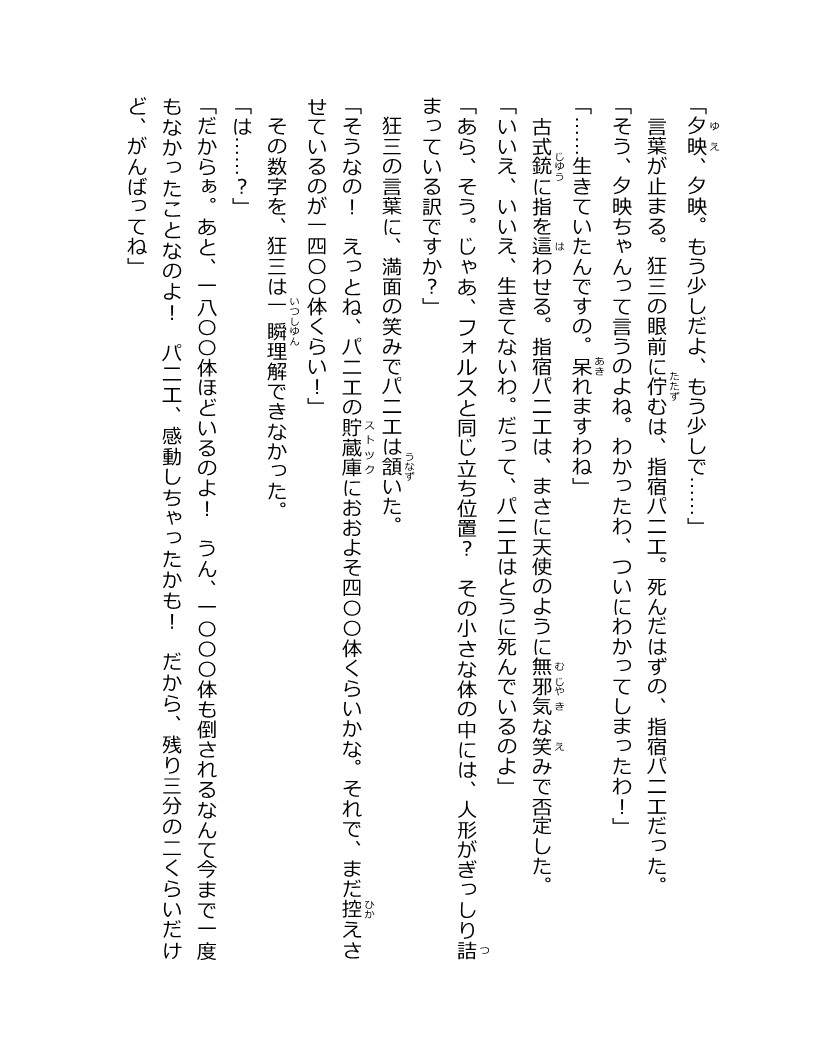 「夕映、夕映。もう少しだよ、もう少しで……」
　言葉が止まる。狂三の眼前に佇むは、指宿パニエ。死んだはずの、指宿パニエだった。
「そう、夕映ちゃんって言うのよね。わかったわ、ついにわかってしまったわ！」
「……生きていたんですの。呆れますわね」
　古式銃に指を這わせる。指宿パニエは、まさに天使のように無邪気な笑みで否定した。
「いいえ、いいえ、生きてないわ。だって、パニエはとうに死んでいるのよ」
「あら、そう。じゃあ、フォルスと同じ立ち位置？　その小さな体の中には、人形がぎっしり詰
まっている訳ですか？」
　狂三の言葉に、満面の笑みでパニエは頷いた。
「そうなの！　えっとね、パニエの貯蔵庫におおよそ四〇〇体くらいかな。それで、まだ控えさ
せているのが一四〇〇体くらい！」
　その数字を、狂三は一瞬理解できなかった。
「は……？」
「だからぁ。あと、一八〇〇体ほどいるのよ！　うん、一〇〇〇体も倒されるなんて今まで一度
もなかったことなのよ！　パニエ、感動しちゃったかも！　だから、残り三分の二くらいだけ
ど、がんばってね」